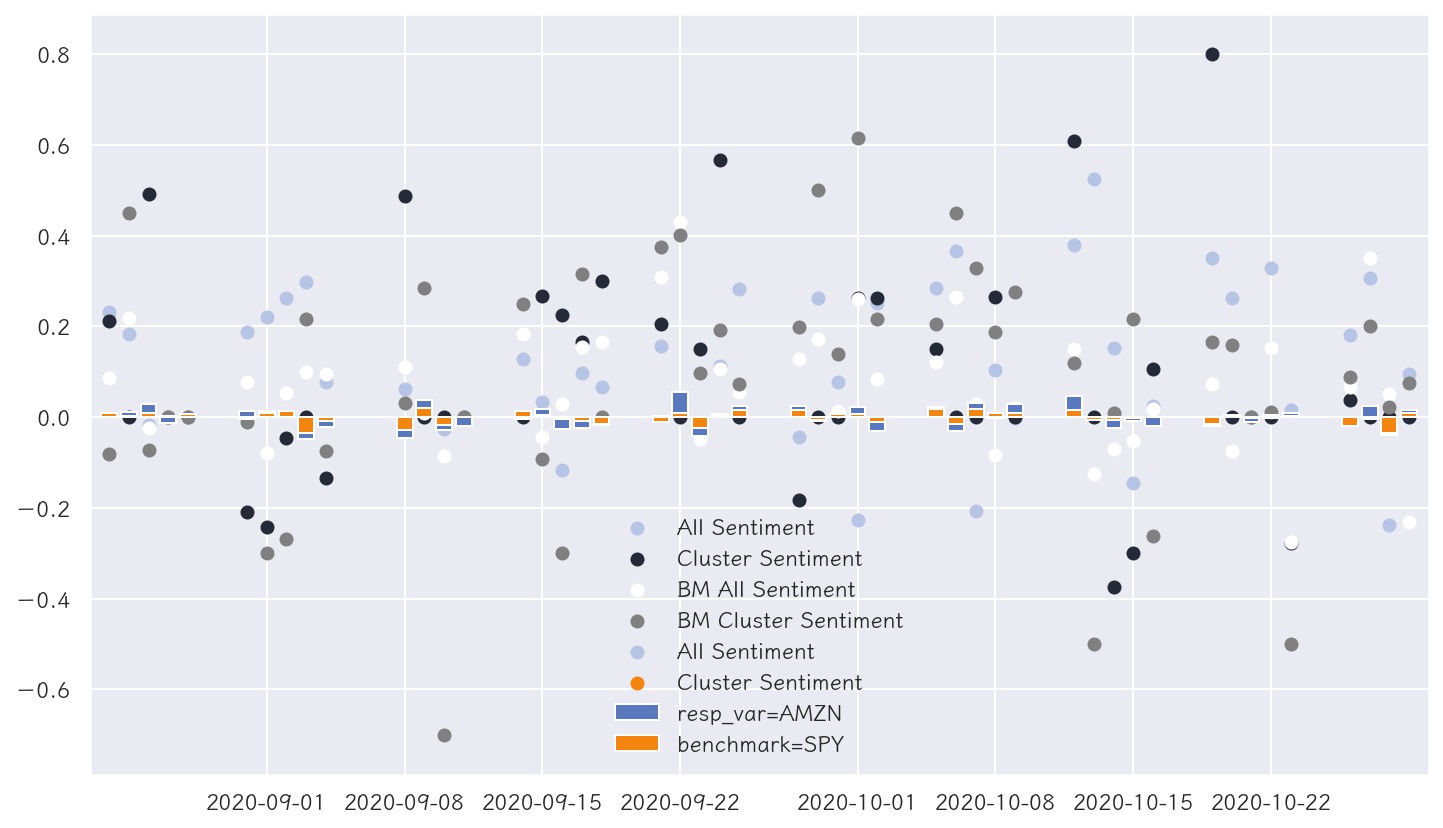 0.8
0.6
0.4
0.2
0.0
−0.2
−0.4
−0.6
All Sentiment
Cluster Sentiment
BM All Sentiment
BM Cluster Sentiment
All Sentiment
Cluster Sentiment
resp_var=AMZN
benchmark=SPY
2020-09-01 2020-09-08 2020-09-15 2020-09-22 2020-10-01 2020-10-08 2020-10-15 2020-10-22